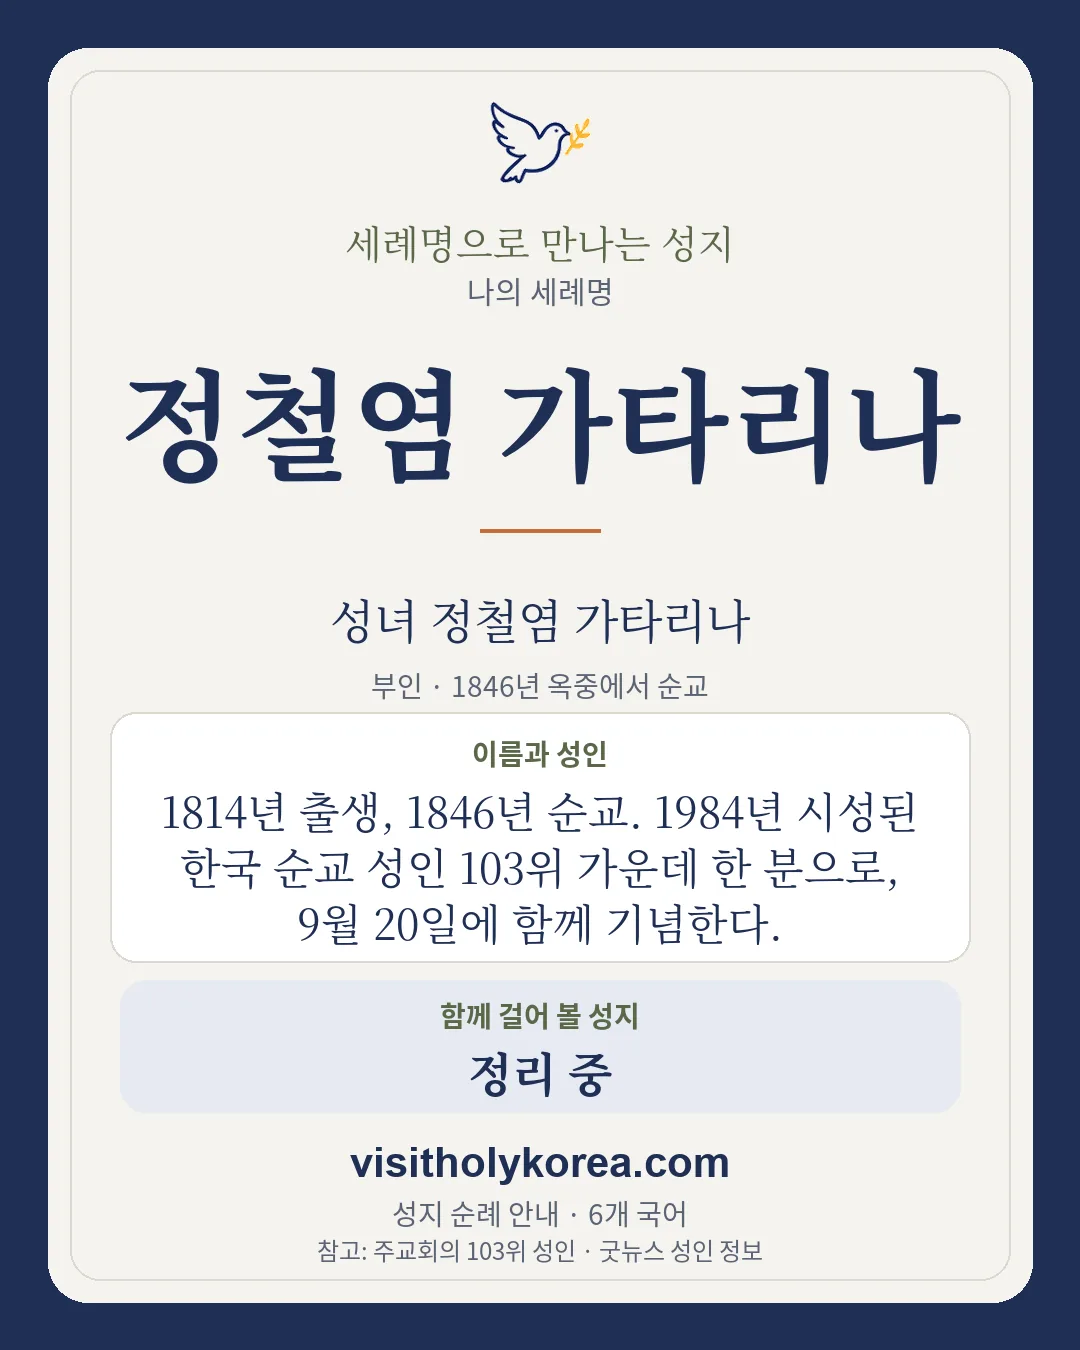 세례명으로 만나는 성지
나의 세례명
정철염 가타리나
성녀 정철염 가타리나
부인 · 1846년 옥중에서 순교
이름과 성인
1814년 출생, 1846년 순교. 1984년 시성된
한국 순교 성인 103위 가운데 한 분으로,
9월 20일에 함께 기념한다.
함께 걸어 볼 성지
정리 중
visitholykorea.com
성지 순례 안내 · 6개 국어
참고: 주교회의 103위 성인 · 굿뉴스 성인 정보